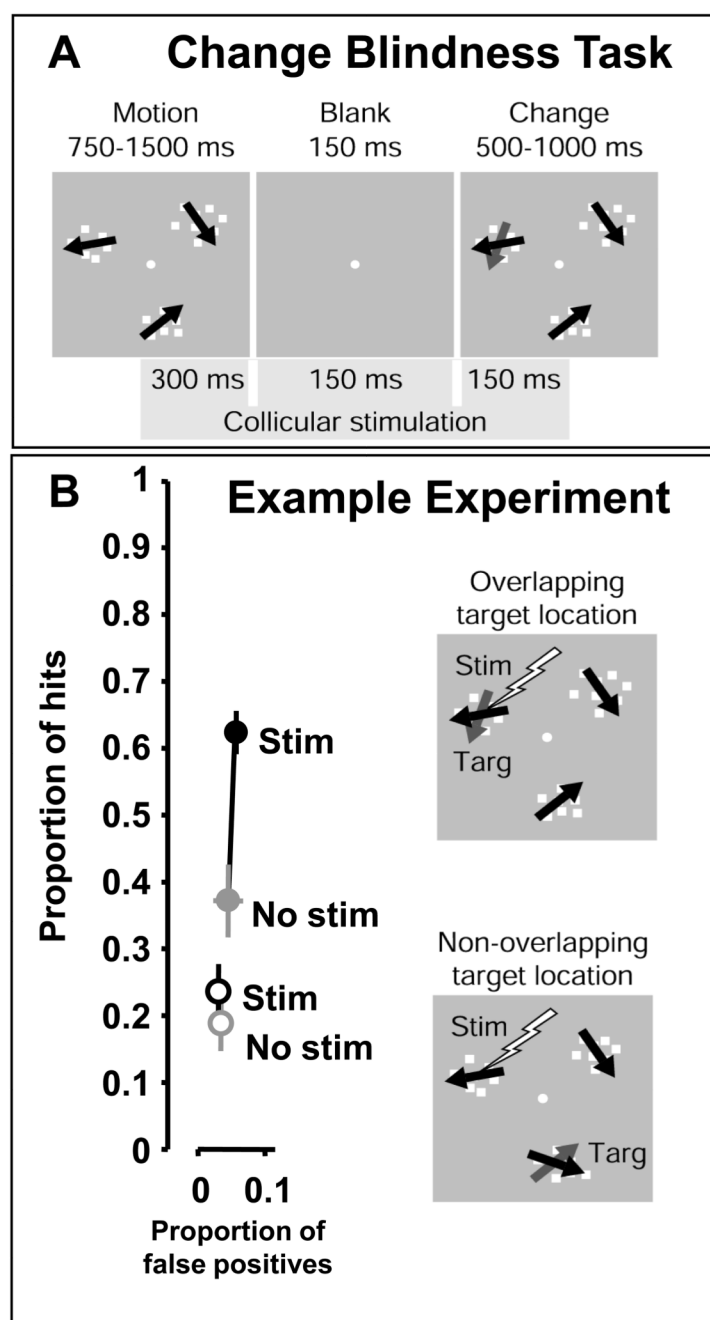 A Change Blindness Task
Motion Blank Change
750-1500 ms 150 ms 500-1000 ms
300 ms 150 ms 150 ms
Collicular stimulation
B Example Experiment
1
0.9
0.8
0.7
0.6
0.5
0.4
0.3
0.2
0.1
0
Proportion of hits
Stim
No stim
Stim
No stim
0 0.1
Proportion of
false positives
Overlapping
target location
Stim
Targ
Non-overlapping
target location
Stim
Targ